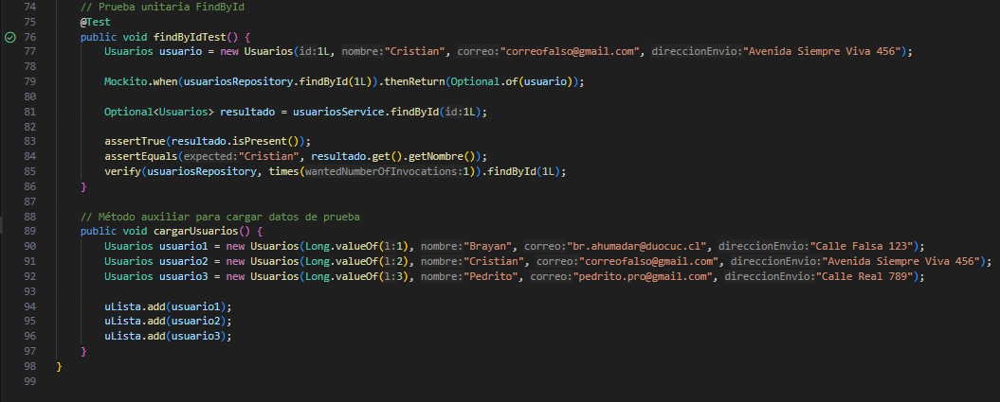 74 // Prueba unitaria FindById
75 @Test
76 public void findByIdTest() {
77 Usuarios usuario = new Usuarios(id:1L, nombre:"Cristian", correo:"correofalso@gmail.com", direccionEnvio:"Avenida Siempre Viva 456");
78
79 Mockito.when(usuariosRepository.findById(1L)).thenReturn(Optional.of(usuario));
80
81 Optional<Usuarios> resultado = usuariosService.findById(id:1L);
82
83 assertTrue(resultado.isPresent());
84 assertEquals(expected:"Cristian", resultado.get().getNombre());
85 verify(usuariosRepository, times(wantedNumberOfInvocations:1)).findById(1L);
86 }
87
88 // Método auxiliar para cargar datos de prueba
89 public void cargarUsuarios() {
90 Usuarios usuario1 = new Usuarios(Long.valueOf(l:1), nombre:"Brayan", correo:"br.ahumadar@duocuc.cl", direccionEnvio:"Calle Falsa 123");
91 Usuarios usuario2 = new Usuarios(Long.valueOf(l:2), nombre:"Cristian", correo:"correofalso@gmail.com", direccionEnvio:"Avenida Siempre Viva 456");
92 Usuarios usuario3 = new Usuarios(Long.valueOf(l:3), nombre:"Pedrito", correo:"pedrito.pro@gmail.com", direccionEnvio:"Calle Real 789");
93
94 uLista.add(usuario1);
95 uLista.add(usuario2);
96 uLista.add(usuario3);
97 }
98 }
99